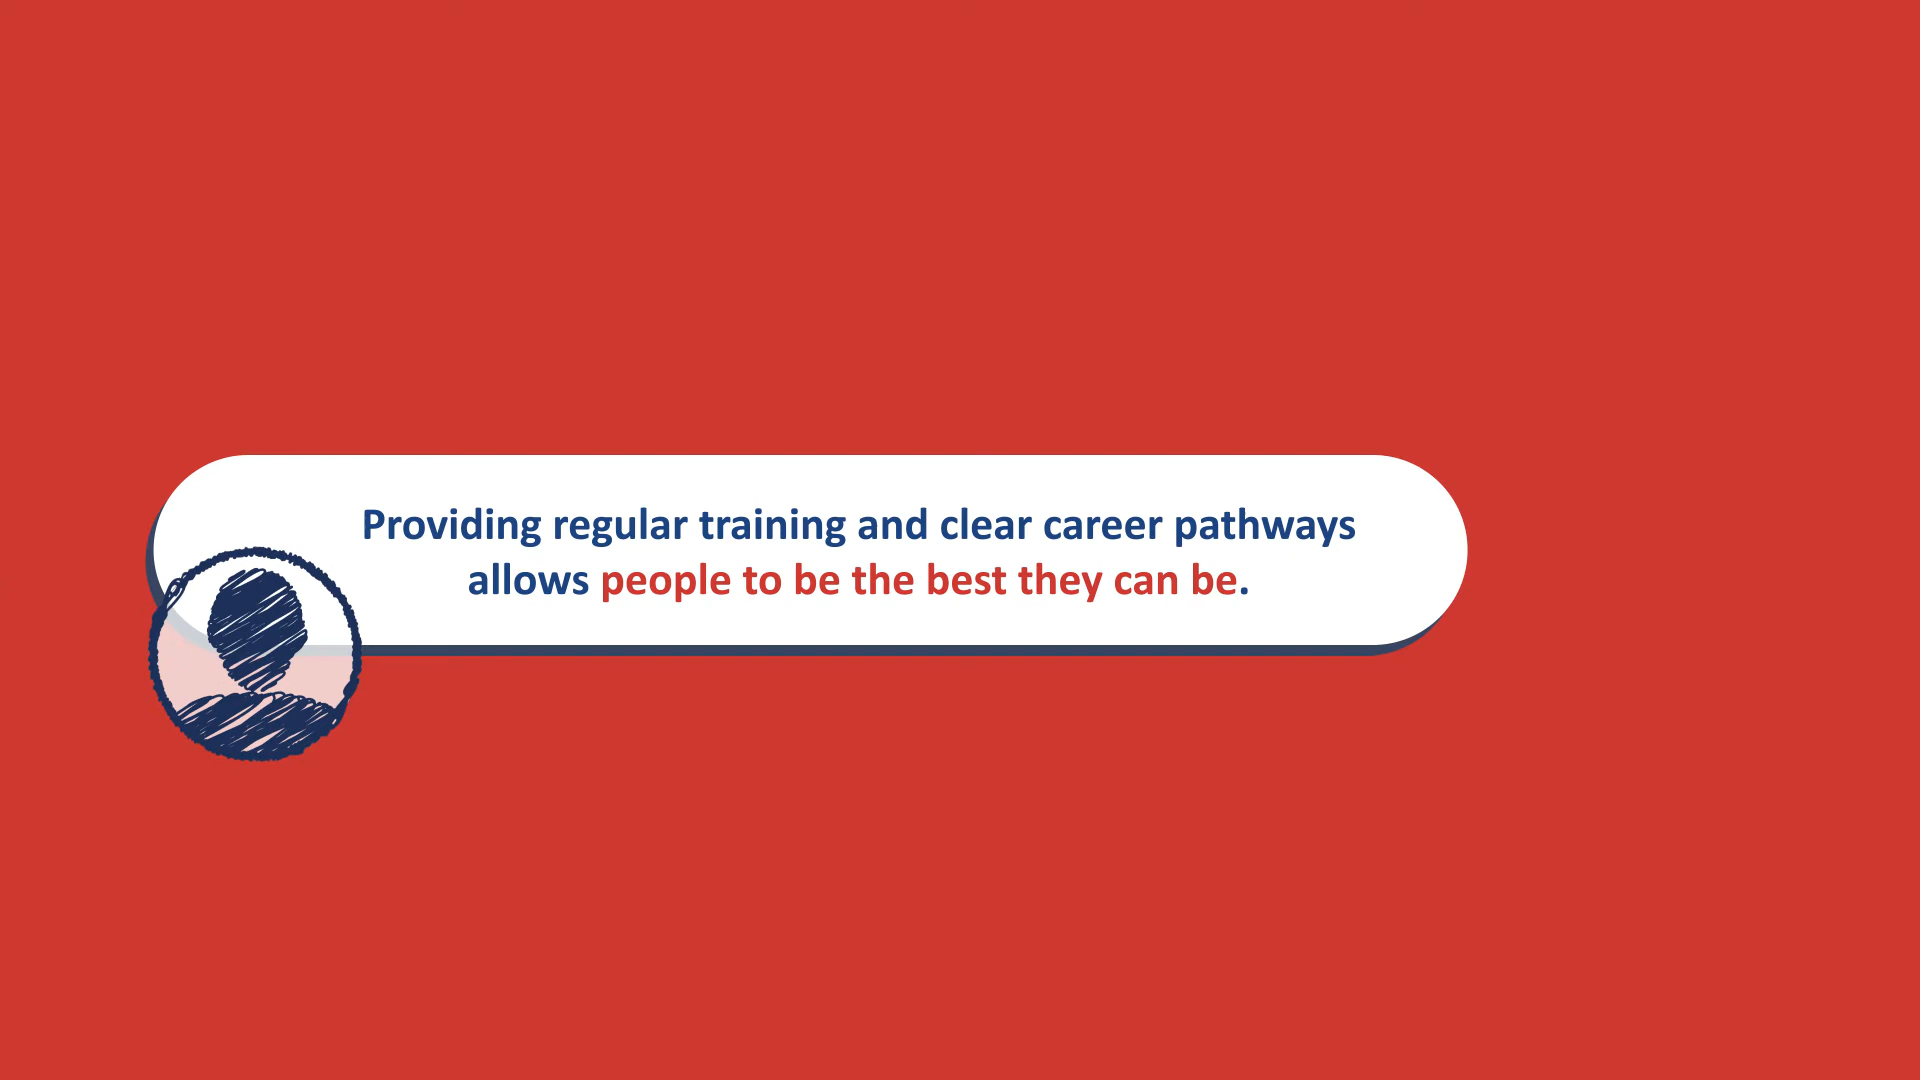 Providing regular training and clear career pathways
allows people to be the best they can be.